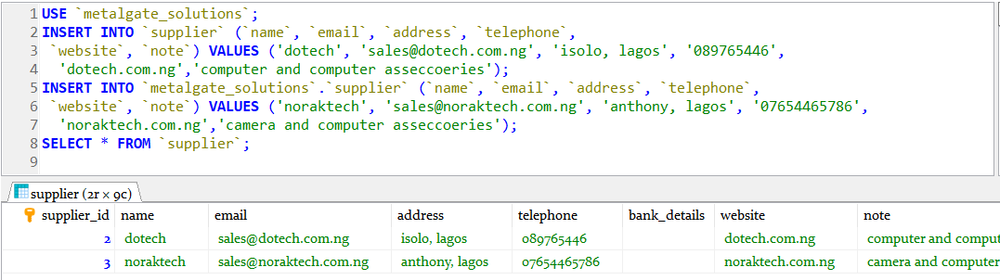 1 USE `metalgate_solutions`;
2 INSERT INTO `supplier` (`name`, `email`, `address`, `telephone`,
3 `website`, `note`) VALUES ('dotech', 'sales@dotech.com.ng', 'isolo, lagos', '089765446',
4 'dotech.com.ng','computer and computer asseccoeries');
5 INSERT INTO `metalgate_solutions`.`supplier` (`name`, `email`, `address`, `telephone`,
6 `website`, `note`) VALUES ('noraktech', 'sales@noraktech.com.ng', 'anthony, lagos', '07654465786',
7 'noraktech.com.ng','camera and computer asseccoeries');
8 SELECT * FROM `supplier`;
9
supplier (2r × 9c)
supplier_id name email address telephone bank_details website note
2 dotech sales@dotech.com.ng isolo, lagos 089765446 dotech.com.ng computer and comput
3 noraktech sales@noraktech.com.ng anthony, lagos 07654465786 noraktech.com.ng camera and computer